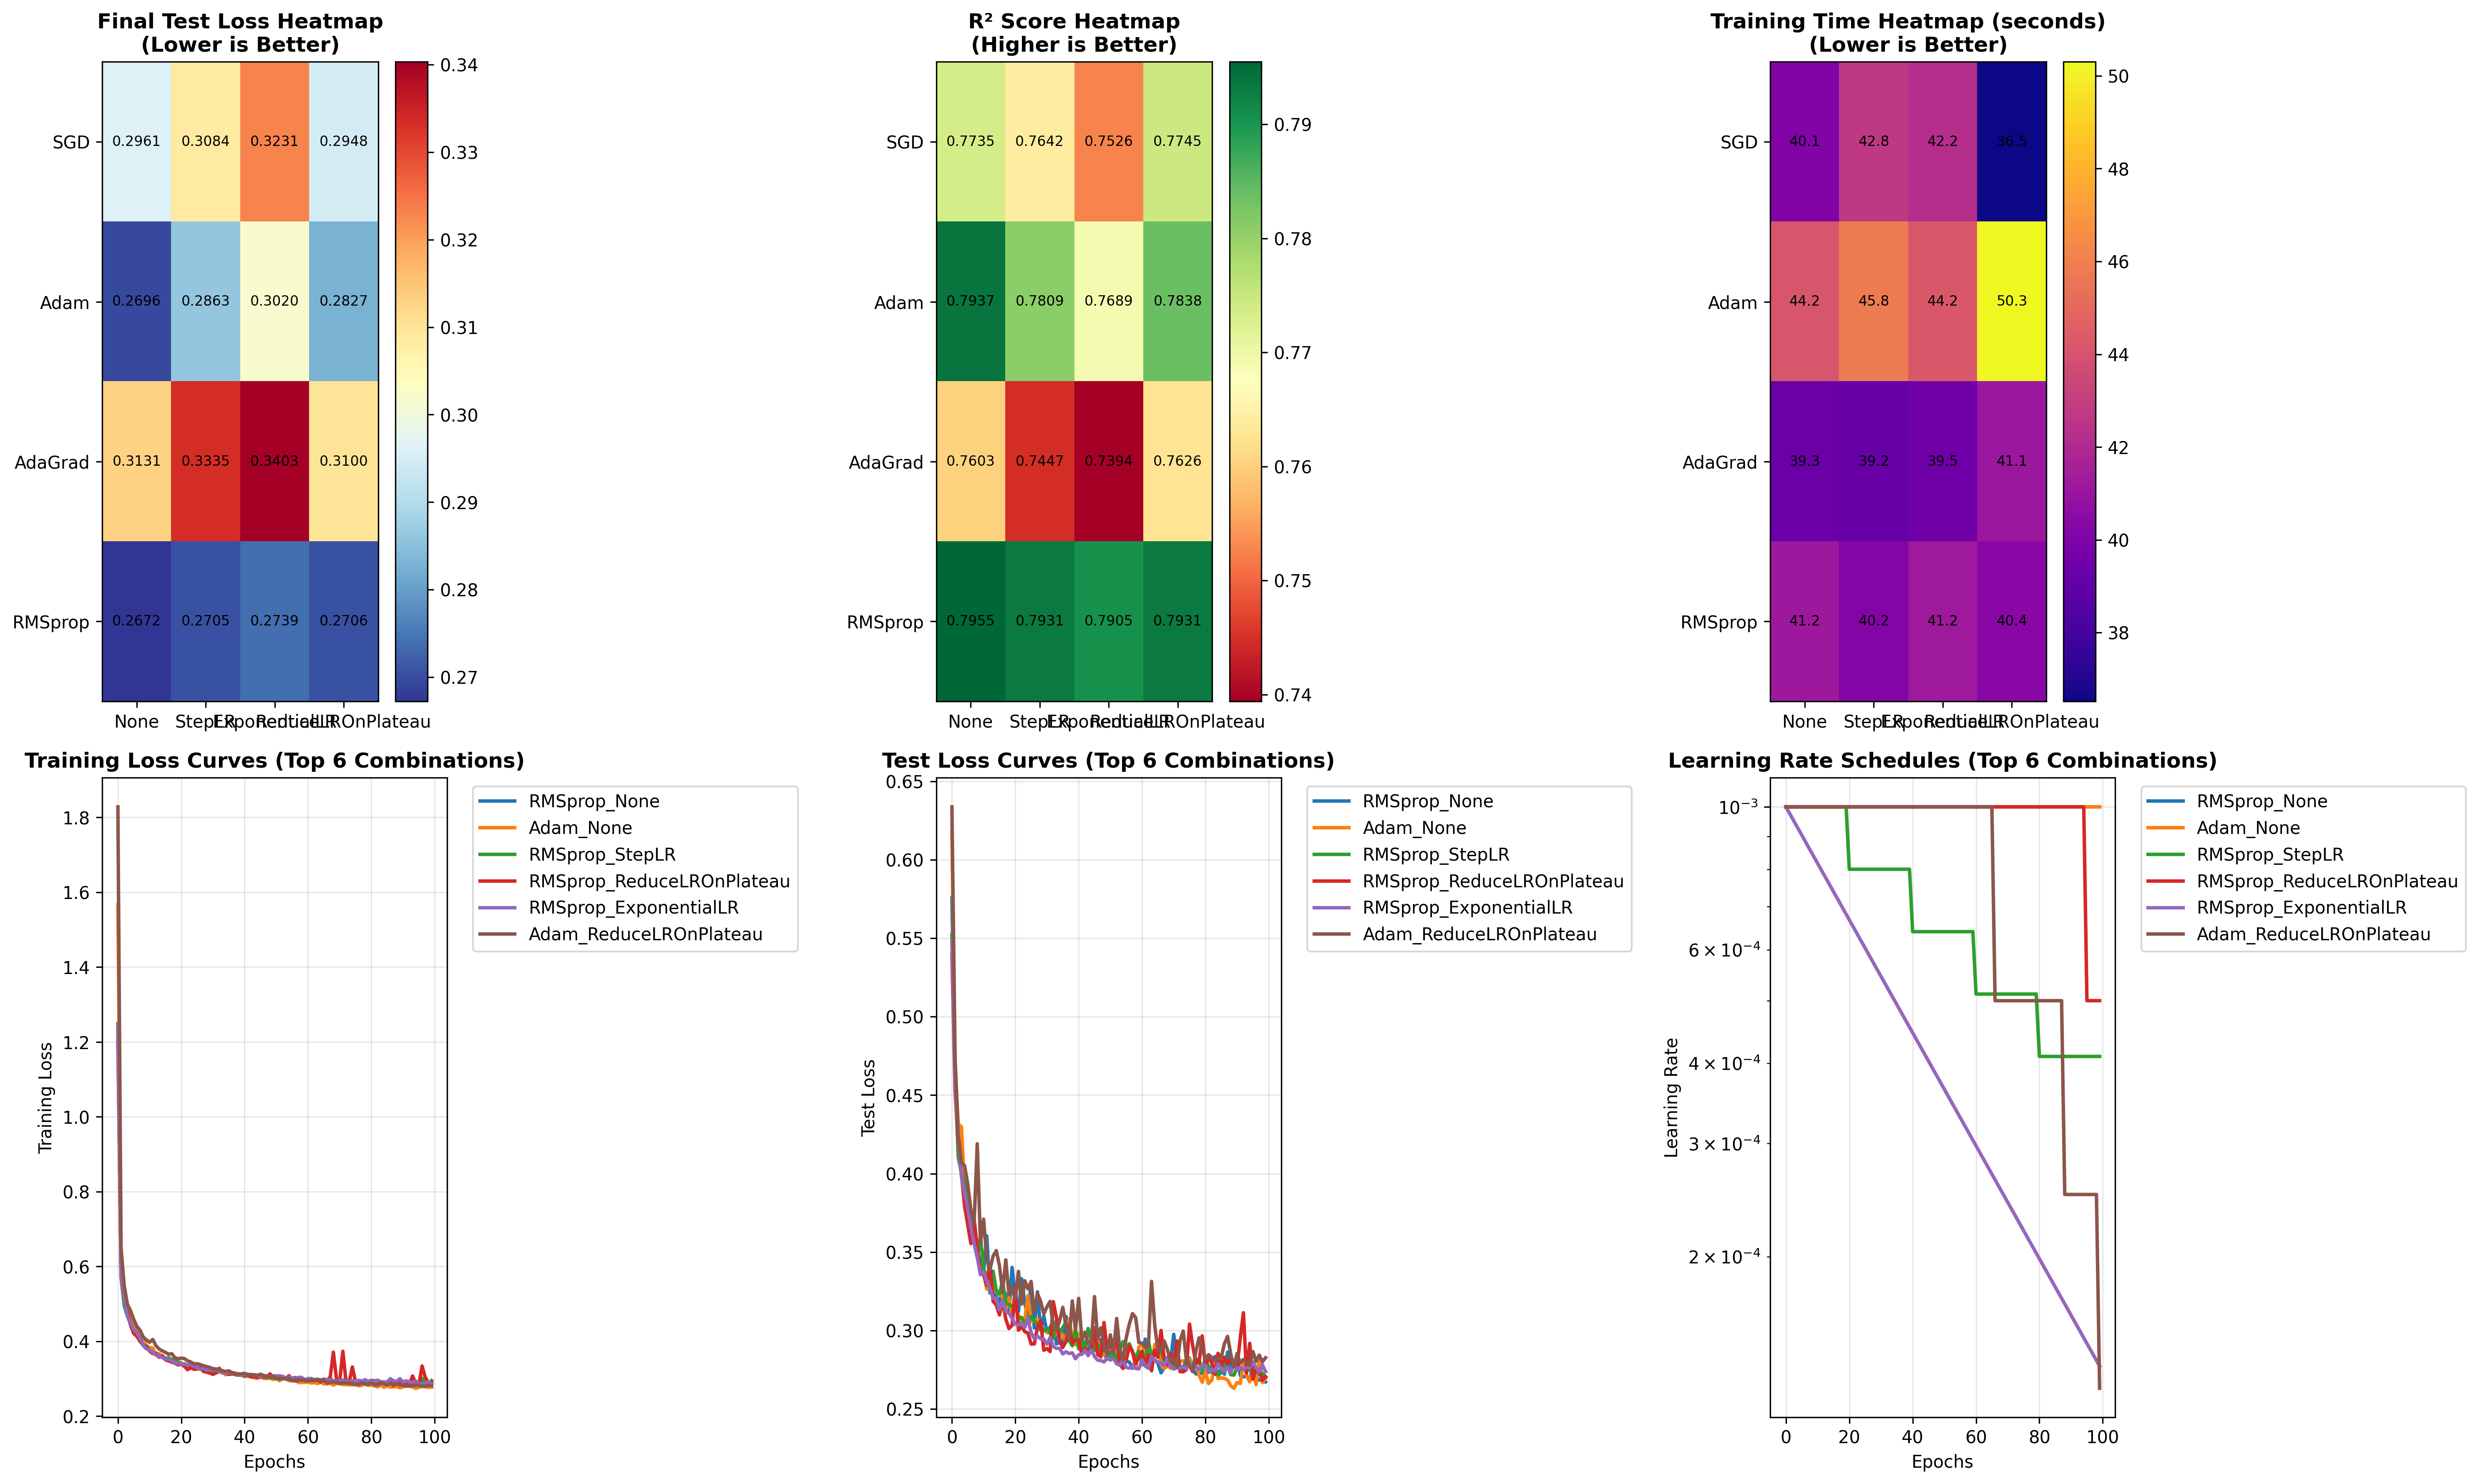 Final Test Loss Heatmap
(Lower is Better)
SGD
Adam
AdaGrad
RMSprop
0.2961 0.3084 0.3231 0.2948
0.2696 0.2863 0.3020 0.2827
0.3131 0.3335 0.3403 0.3100
0.2672 0.2705 0.2739 0.2706
None StepLR ExponentialLR ReduceLROnPlateau
0.34
0.33
0.32
0.31
0.30
0.29
0.28
0.27
R² Score Heatmap
(Higher is Better)
SGD
Adam
AdaGrad
RMSprop
0.7735 0.7642 0.7526 0.7745
0.7937 0.7809 0.7689 0.7838
0.7603 0.7447 0.7394 0.7626
0.7955 0.7931 0.7905 0.7931
None StepLR ExponentialLR ReduceLROnPlateau
0.79
0.78
0.77
0.76
0.75
0.74
Training Time Heatmap (seconds)
(Lower is Better)
SGD
Adam
AdaGrad
RMSprop
40.1 42.8 42.2 36.5
44.2 45.8 44.2 50.3
39.3 39.2 39.5 41.1
41.2 40.2 41.2 40.4
None StepLR ExponentialLR ReduceLROnPlateau
50
48
46
44
42
40
38
Training Loss Curves (Top 6 Combinations)
Training Loss
1.8
1.6
1.4
1.2
1.0
0.8
0.6
0.4
0.2
0 20 40 60 80 100
Epochs
RMSprop_None
Adam_None
RMSprop_StepLR
RMSprop_ReduceLROnPlateau
RMSprop_ExponentialLR
Adam_ReduceLROnPlateau
Test Loss Curves (Top 6 Combinations)
Test Loss
0.65
0.60
0.55
0.50
0.45
0.40
0.35
0.30
0.25
0 20 40 60 80 100
Epochs
RMSprop_None
Adam_None
RMSprop_StepLR
RMSprop_ReduceLROnPlateau
RMSprop_ExponentialLR
Adam_ReduceLROnPlateau
Learning Rate Schedules (Top 6 Combinations)
Learning Rate
10⁻³
6 × 10⁻⁴
4 × 10⁻⁴
3 × 10⁻⁴
2 × 10⁻⁴
0 20 40 60 80 100
Epochs
RMSprop_None
Adam_None
RMSprop_StepLR
RMSprop_ReduceLROnPlateau
RMSprop_ExponentialLR
Adam_ReduceLROnPlateau